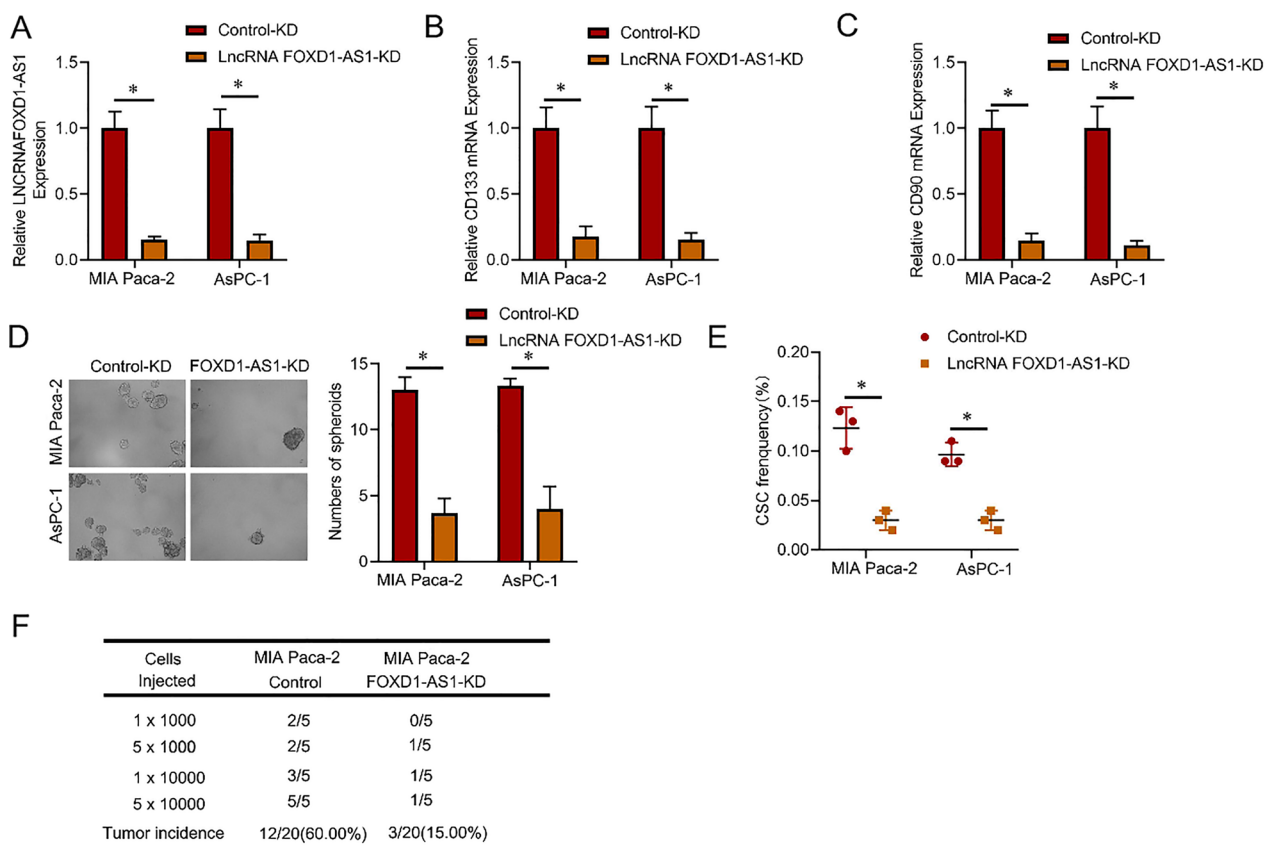 A
Control-KD
LncRNA FOXD1-AS1-KD
Relative LNCRNAFOXD1-AS1
Expression
1.5
1.0
0.5
0.0
*
*
MIA Paca-2
AsPC-1
B
Control-KD
LncRNA FOXD1-AS1-KD
Relative CD133 mRNA Expression
1.5
1.0
0.5
0.0
*
*
MIA Paca-2
AsPC-1
C
Control-KD
LncRNA FOXD1-AS1-KD
Relative CD90 mRNA Expression
1.5
1.0
0.5
0.0
*
*
MIA Paca-2
AsPC-1
D
Control-KD
FOXD1-AS1-KD
MIA Paca-2
AsPC-1
Control-KD
LncRNA FOXD1-AS1-KD
Numbers of spheroids
15
10
5
0
*
*
MIA Paca-2
AsPC-1
E
Control-KD
LncRNA FOXD1-AS1-KD
CSC frenquency(%)
0.20
0.15
0.10
0.05
0.00
*
*
MIA Paca-2
AsPC-1
F
Cells Injected MIA Paca-2 Control MIA Paca-2 FOXD1-AS1-KD
1 x 1000 2/5 0/5
5 x 1000 2/5 1/5
1 x 10000 3/5 1/5
5 x 10000 5/5 1/5
Tumor incidence 12/20(60.00%) 3/20(15.00%)